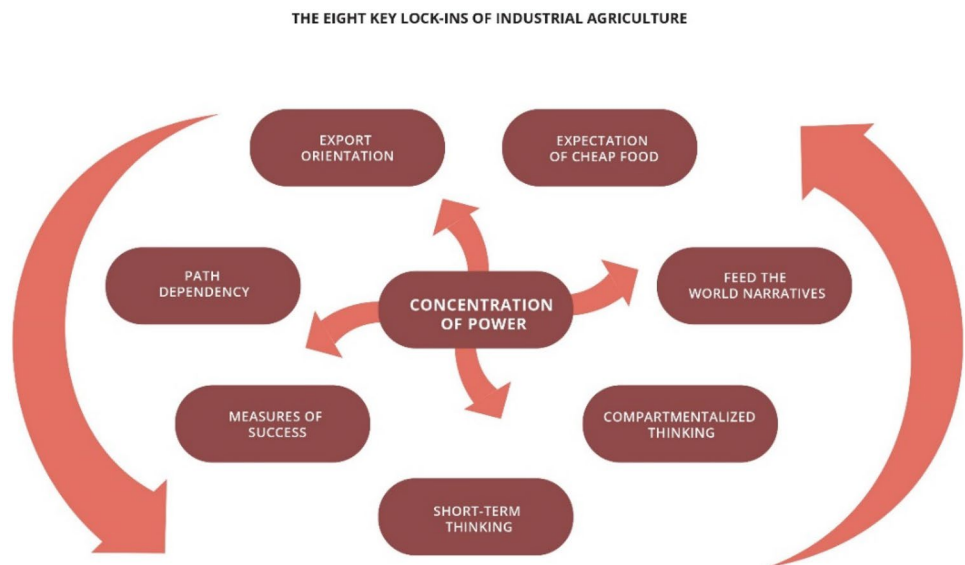 THE EIGHT KEY LOCK-INS OF INDUSTRIAL AGRICULTURE
EXPORT
ORIENTATION
EXPECTATION
OF CHEAP FOOD
PATH
DEPENDENCY
CONCENTRATION
OF POWER
FEED THE
WORLD NARRATIVES
MEASURES OF
SUCCESS
COMPARTMENTALIZED
THINKING
SHORT-TERM
THINKING